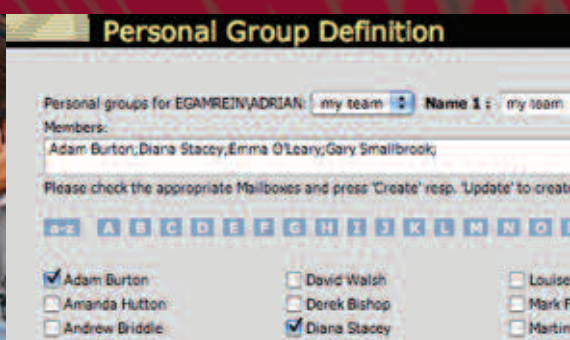 Personal Group Definition
Personal groups for EGAMREIN\ADRIAN: my team Name 1 : my team
Members:
Adam Burton;Diana Stacey;Emma O'Leary;Gary Smallbrook;
Please check the appropriate Mailboxes and press 'Create' resp. 'Update' to create
a-z A B C D E F G H I J K L M N O
Adam Burton David Walsh Louise
Amanda Hutton Derek Bishop Mark F
Andrew Briddle Diana Stacey Martin